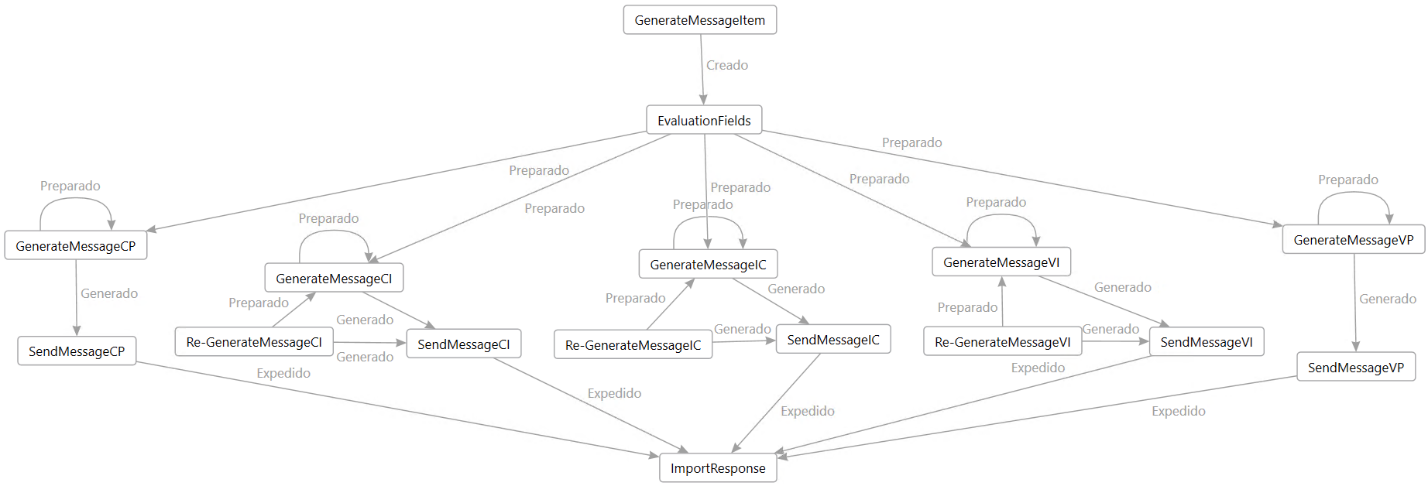 GenerateMessageItem
Creado
EvaluationFields
Preparado
Preparado
Preparado
Preparado
Preparado
Preparado
Preparado
Preparado
Preparado
Preparado
GenerateMessageCP
GenerateMessageCI
GenerateMessageIC
GenerateMessageVI
GenerateMessageVP
Generado
Preparado
Generado
Preparado
Generado
Preparado
Generado
Generado
Re-GenerateMessageCI
Generado
Re-GenerateMessageIC
Generado
Re-GenerateMessageVI
Generado
SendMessageCP
SendMessageCI
SendMessageIC
SendMessageVI
SendMessageVP
Expedido
Expedido
Expedido
Expedido
Expedido
ImportResponse